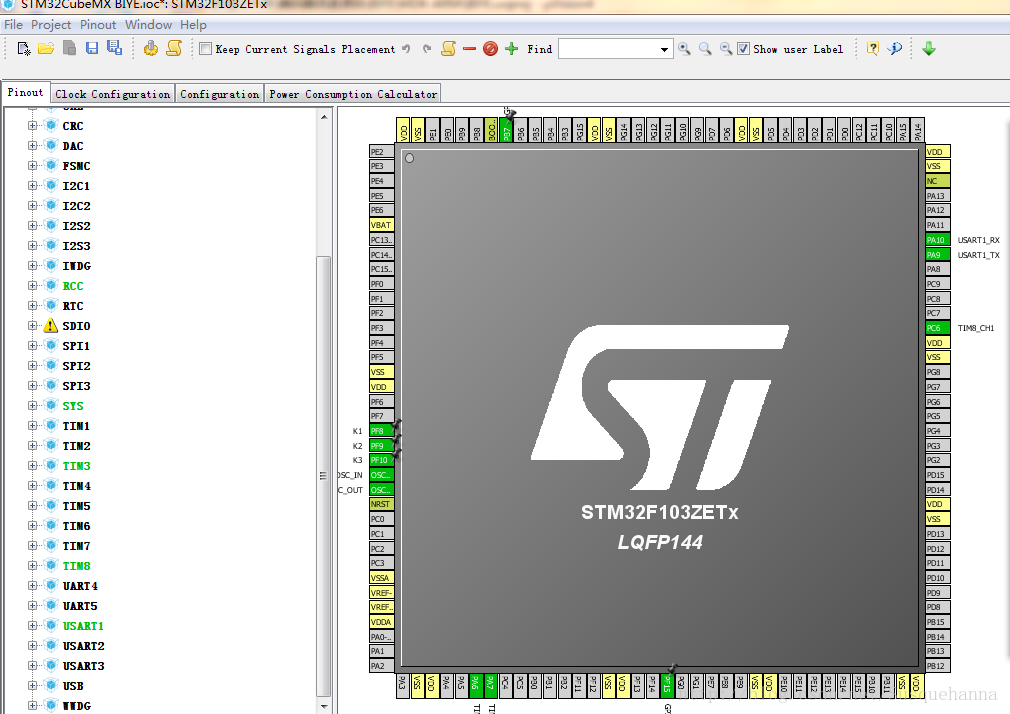 STM32CubeMX BIYE.ioc*: STM32F103ZETx
File Project Pinout Window Help
Keep Current Signals Placement Find Show user Label
Pinout Clock Configuration Configuration Power Consumption Calculator
CRC
DAC
FSMC
I2C1
I2C2
I2S2
I2S3
IWDG
RCC
RTC
SDIO
SPI1
SPI2
SPI3
SYS
TIM1
TIM2
TIM3
TIM4
TIM5
TIM6
TIM7
TIM8
UART4
UART5
USART1
USART2
USART3
USB
WWDG
VDD VSS PE1 PE0 PB9 PB8 BOO.. PB7 PB6 PB5 PB4 PB3 PG15 VDD VSS PG14 PG13 PG12 PG11 PG10 PG9 PD7 PD6 VDD VSS PD5 PD4 PD3 PD2 PD1 PD0 PC12 PC11 PC10 PA15 PA14
PE2
PE3
PE4
PE5
PE6
VBAT
PC13..
PC14..
PC15..
PF0
PF1
PF2
PF3
PF4
PF5
VSS
VDD
PF6
PF7
K1 PF8
K2 PF9
K3 PF10
OSC_IN OSC..
C_OUT OSC..
NRST
PC0
PC1
PC2
PC3
VSSA
VREF-
VREF..
VDDA
PA0-..
PA1
PA2
STM32F103ZETx
LQFP144
VDD
VSS
NC
PA13
PA12
PA11
PA10 USART1_RX
PA9 USART1_TX
PA8
PC9
PC8
PC7
PC6 TIM8_CH1
VDD
VSS
PG8
PG7
PG6
PG5
PG4
PG3
PG2
PD15
PD14
VDD
VSS
PD13
PD12
PD11
PD10
PD9
PD8
PB15
PB14
PB13
PB12
PA3 VSS VDD PA4 PA5 PA6 PA7 PC4 PC5 PB0 PB1 PB2 PF11 PF12 VSS VDD PF13 PF14 PF15 PG0 PG1 PE7 PE8 PE9 VSS VDD PE10 PE11 PE12 PE13 PE14 PE15 PB10 PB11 VSS VDD